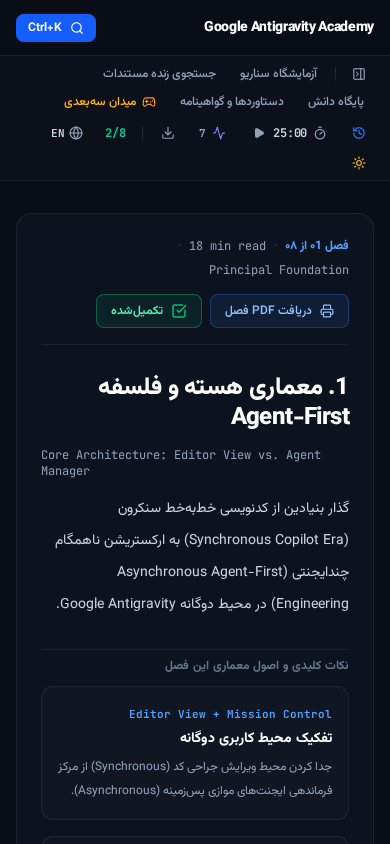 Google Antigravity Academy
Ctrl+K
آزمایشگاه سناریو
جستجوی زنده مستندات
پایگاه دانش
دستاوردها و گواهینامه
میدان سه‌بعدی
25:00
7
2/8
EN
فصل 01 از ۰۸ · 18 min read ·
Principal Foundation
دریافت PDF فصل
تکمیل‌شده
1. معماری هسته و فلسفه
Agent-First
Core Architecture: Editor View vs. Agent
Manager
گذار بنیادین از کدنویسی خط‌به‌خط سنکرون
(Synchronous Copilot Era) به ارکستریشن ناهمگام
چندایجنتی (Asynchronous Agent-First
Engineering) در محیط دوگانه Google Antigravity.
نکات کلیدی و اصول معماری این فصل
Editor View + Mission Control
تفکیک محیط کاربری دوگانه
جدا کردن محیط ویرایش جراحی کد (Synchronous) از مرکز
فرماندهی ایجنت‌های موازی پس‌زمینه (Asynchronous).